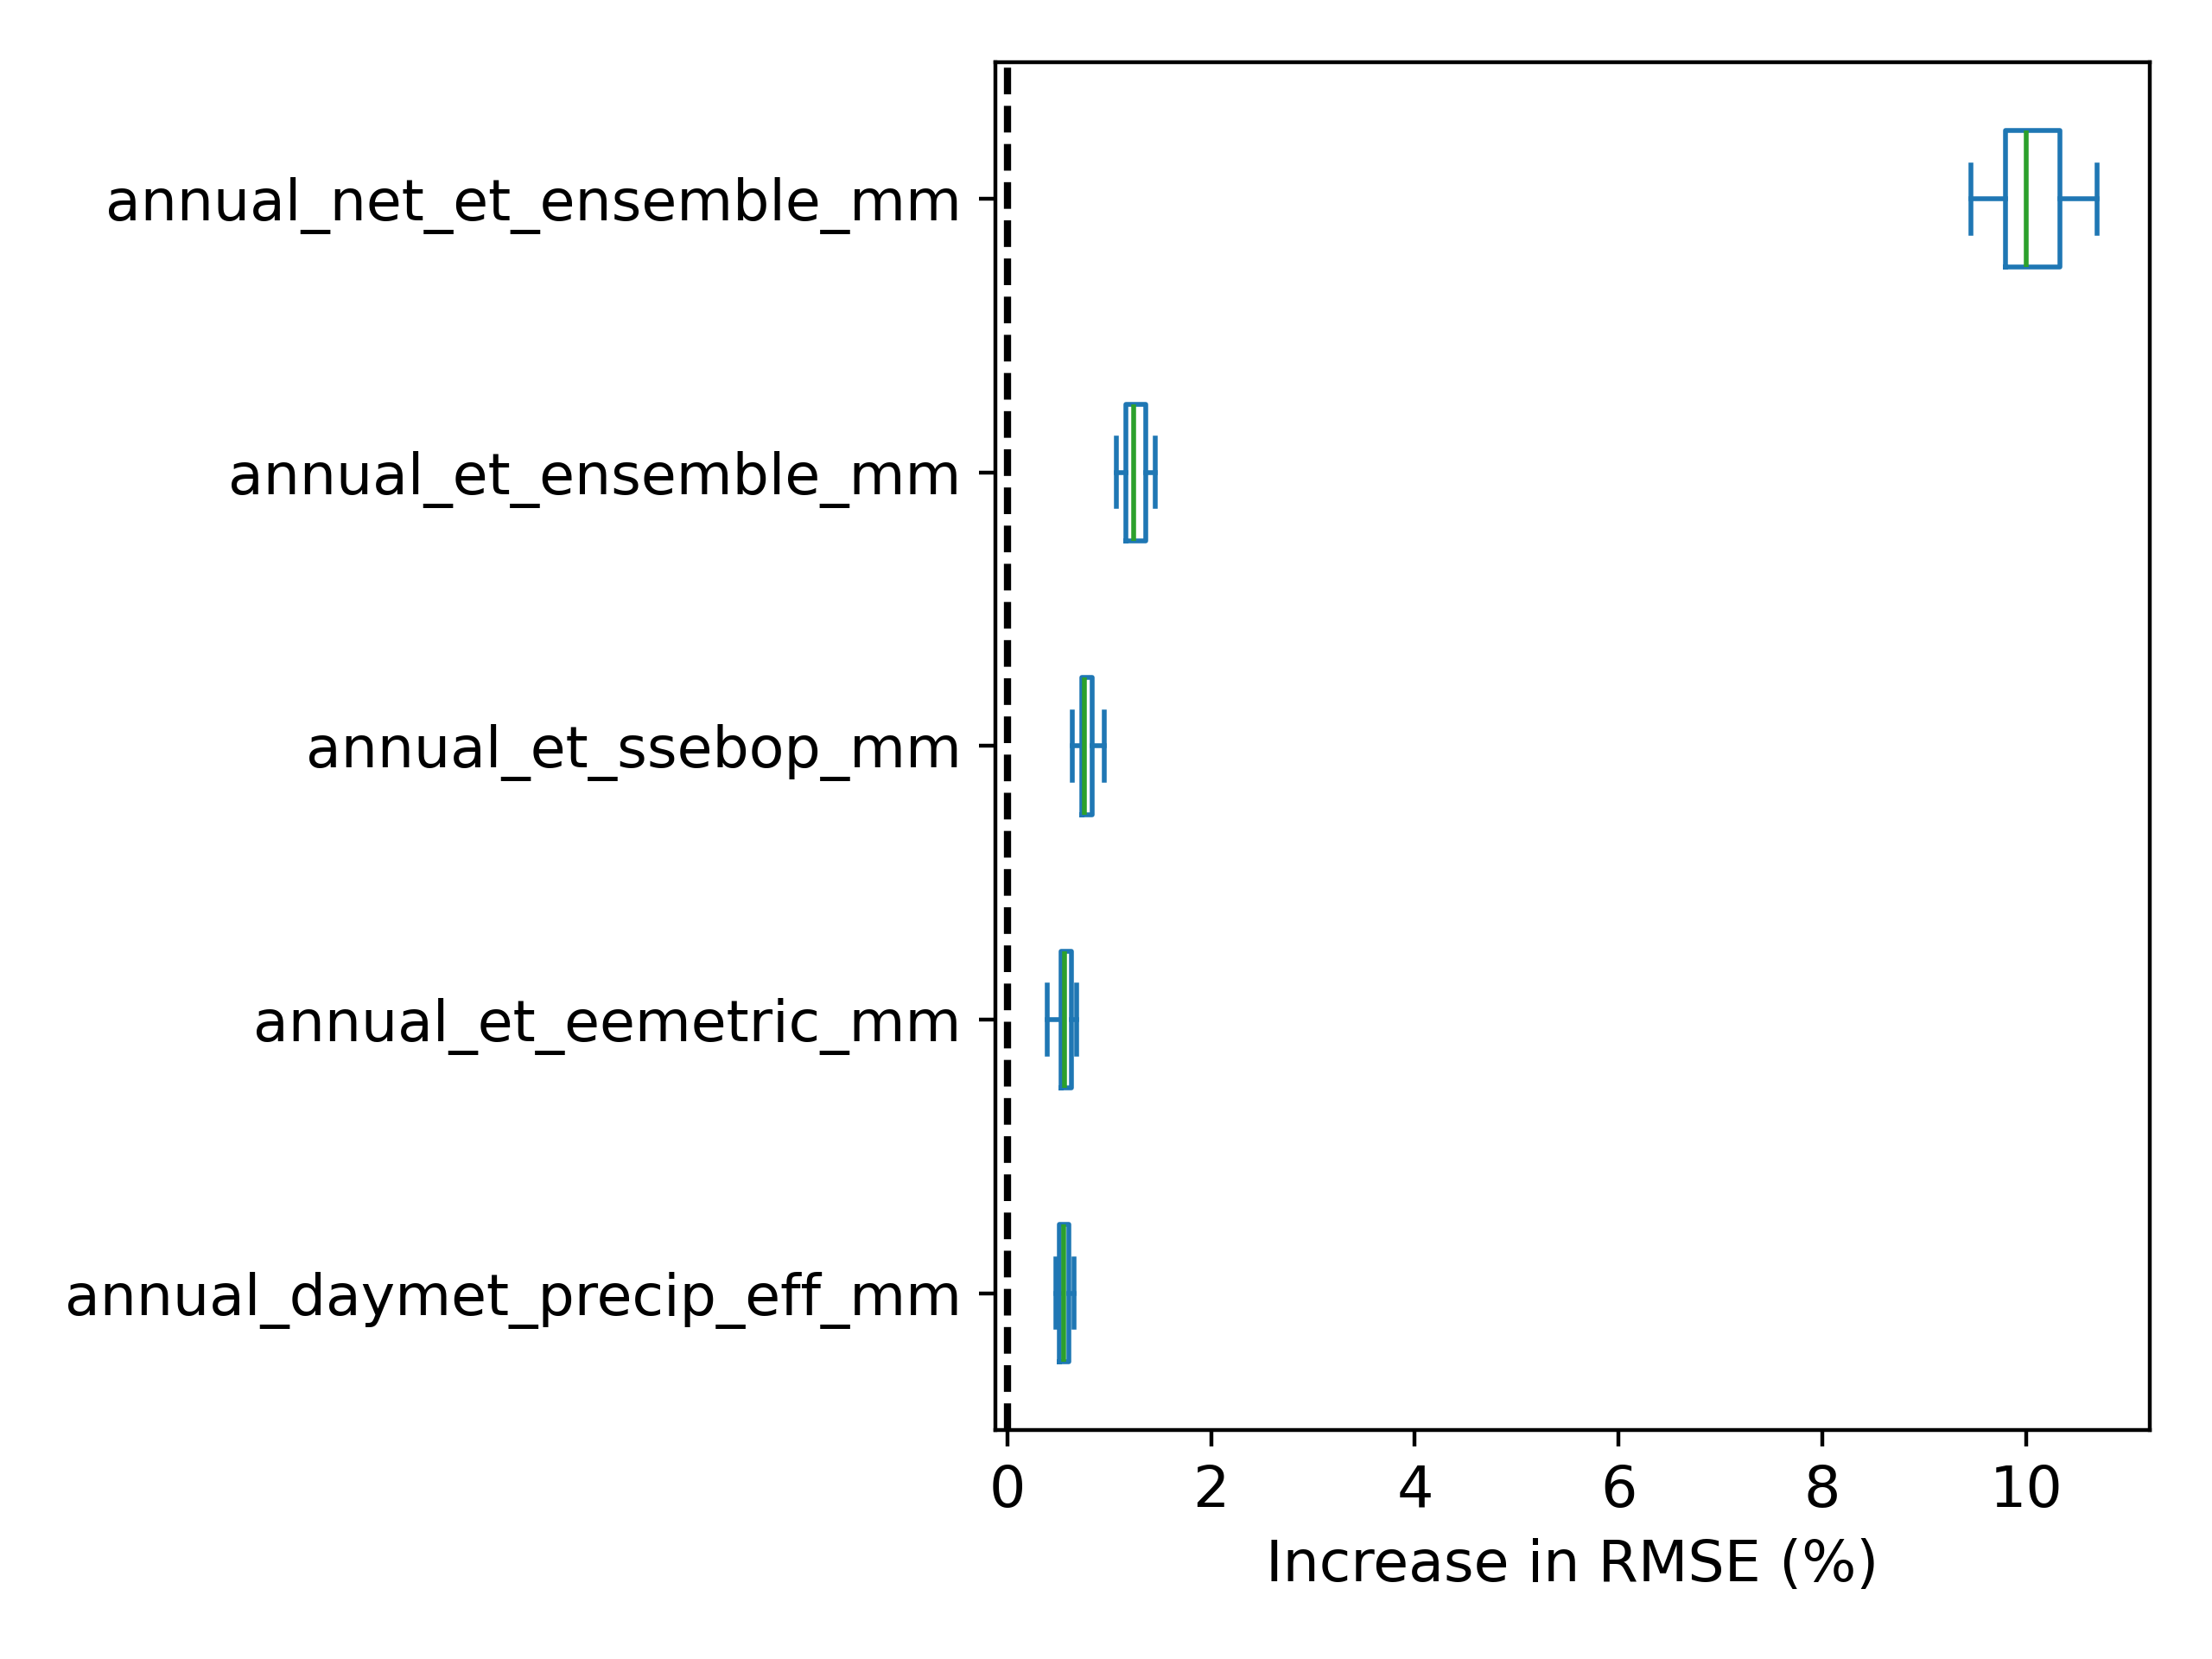 annual_net_et_ensemble_mm
annual_et_ensemble_mm
annual_et_ssebop_mm
annual_et_eemetric_mm
annual_daymet_precip_eff_mm
0 2 4 6 8 10
Increase in RMSE (%)